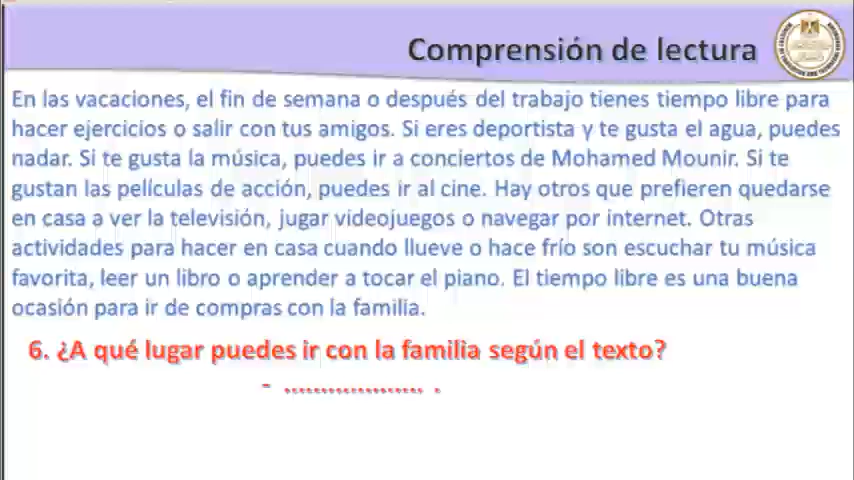 Comprensión de lectura
En las vacaciones, el fin de semana o después del trabajo tienes tiempo libre para
hacer ejercicios o salir con tus amigos. Si eres deportista y te gusta el agua, puedes
nadar. Si te gusta la música, puedes ir a conciertos de Mohamed Mounir. Si te
gustan las películas de acción, puedes ir al cine. Hay otros que prefieren quedarse
en casa a ver la televisión, jugar videojuegos o navegar por internet. Otras
actividades para hacer en casa cuando llueve o hace frío son escuchar tu música
favorita, leer un libro o aprender a tocar el piano. El tiempo libre es una buena
ocasión para ir de compras con la familia.
6. ¿A qué lugar puedes ir con la familia según el texto?
- ................... .